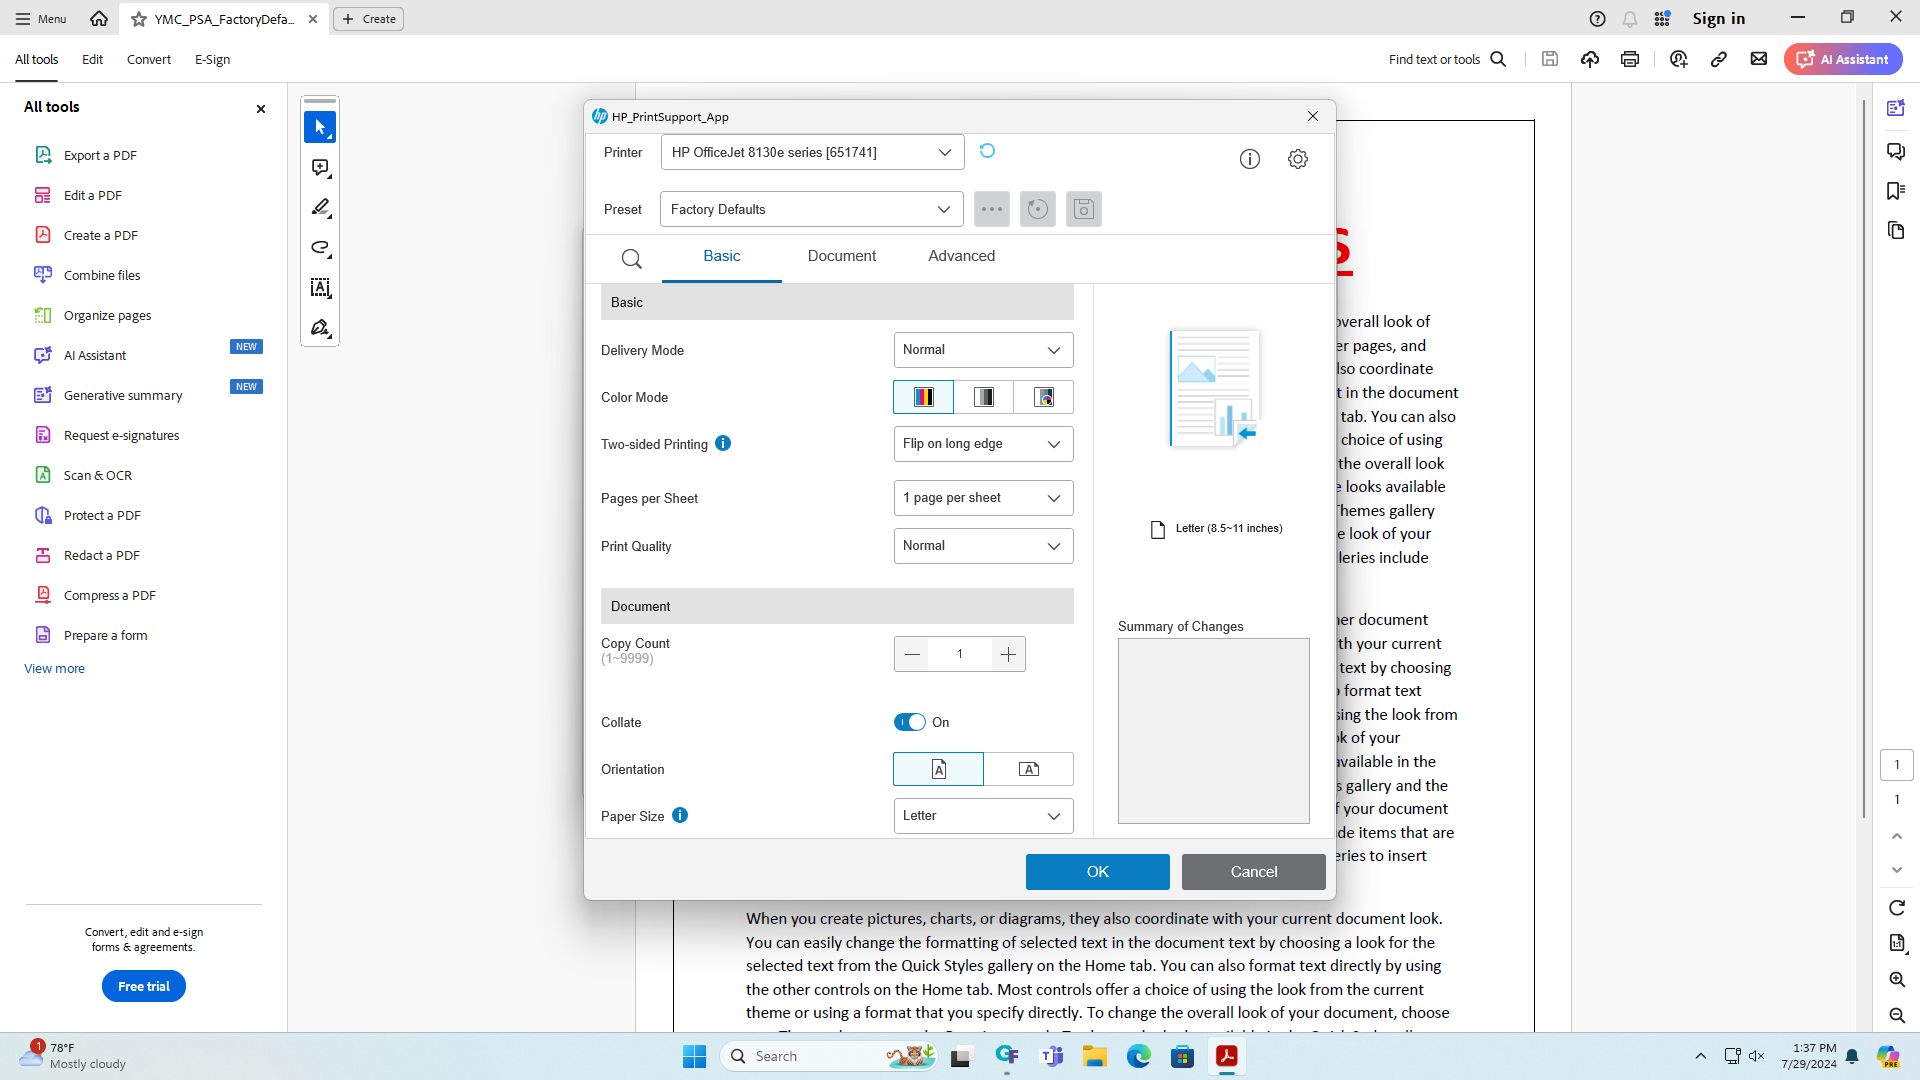 Menu
YMC_PSA_FactoryDefa...
Create
Sign in
All tools
Edit
Convert
E-Sign
Find text or tools
AI Assistant
All tools
Export a PDF
Edit a PDF
Create a PDF
Combine files
Organize pages
AI Assistant
NEW
Generative summary
NEW
Request e-signatures
Scan & OCR
Protect a PDF
Redact a PDF
Compress a PDF
Prepare a form
View more
Convert, edit and e-sign
forms & agreements.
Free trial
HP_PrintSupport_App
Printer
HP OfficeJet 8130e series [651741]
Preset
Factory Defaults
Basic
Document
Advanced
Basic
Delivery Mode
Normal
Color Mode
Two-sided Printing
Flip on long edge
Pages per Sheet
1 page per sheet
Print Quality
Normal
Document
Copy Count
(1~9999)
1
Collate
On
Orientation
Paper Size
Letter
Letter (8.5~11 inches)
Summary of Changes
OK
Cancel
S
overall look of
er pages, and
lso coordinate
t in the document
tab. You can also
choice of using
the overall look
e looks available
Themes gallery
e look of your
lleries include
her document
th your current
text by choosing
o format text
sing the look from
ok of your
available in the
s gallery and the
f your document
de items that are
eries to insert
When you create pictures, charts, or diagrams, they also coordinate with your current document look.
You can easily change the formatting of selected text in the document text by choosing a look for the
selected text from the Quick Styles gallery on the Home tab. You can also format text directly by using
the other controls on the Home tab. Most controls offer a choice of using the look from the current
theme or using a format that you specify directly. To change the overall look of your document, choose
1
1
1
78°F
Mostly cloudy
Search
1:37 PM
7/29/2024
PRE